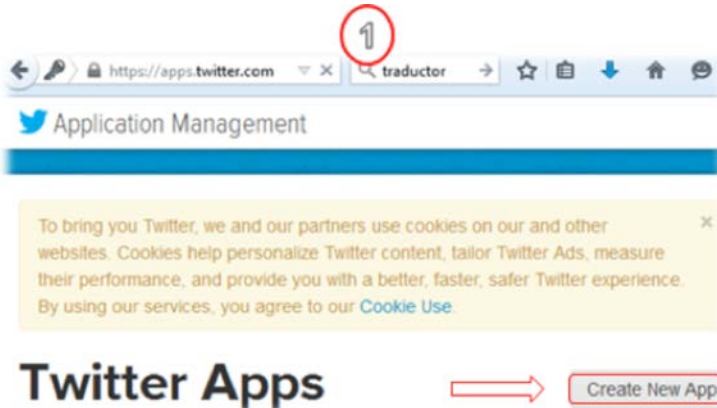 1
https://apps.twitter.com traductor
Application Management
To bring you Twitter, we and our partners use cookies on our and other
websites. Cookies help personalize Twitter content, tailor Twitter Ads, measure
their performance, and provide you with a better, faster, safer Twitter experience.
By using our services, you agree to our Cookie Use.
Twitter Apps
Create New App